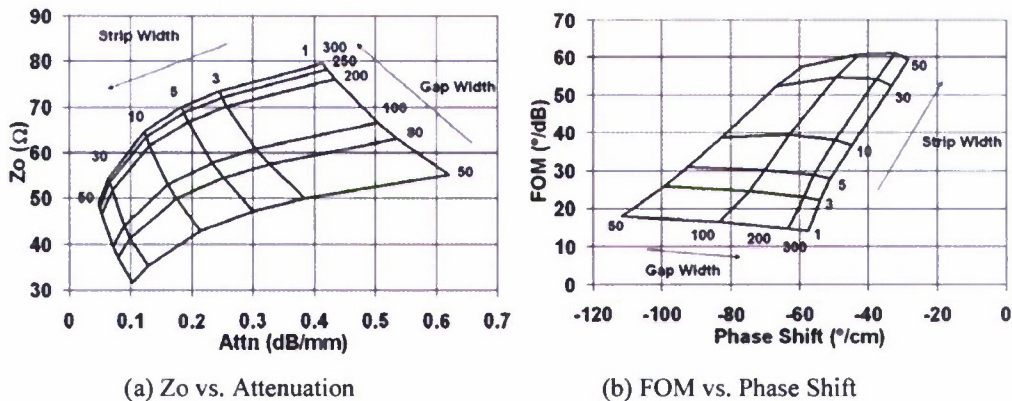 90
80
70
60
50
40
30
Zo (Ω)
0 0.1 0.2 0.3 0.4 0.5 0.6 0.7
Attn (dB/mm)
Strip Width
Gap Width
1 300
250
200
100
80
50
3
5
10
30
50
70
60
50
40
30
20
10
0
FOM (°/dB)
-120 -100 -80 -60 -40 -20 0
Phase Shift (°/cm)
50
30
10
5
3
1
Strip Width
50 100 200 300
Gap Width
(a) Zo vs. Attenuation
(b) FOM vs. Phase Shift